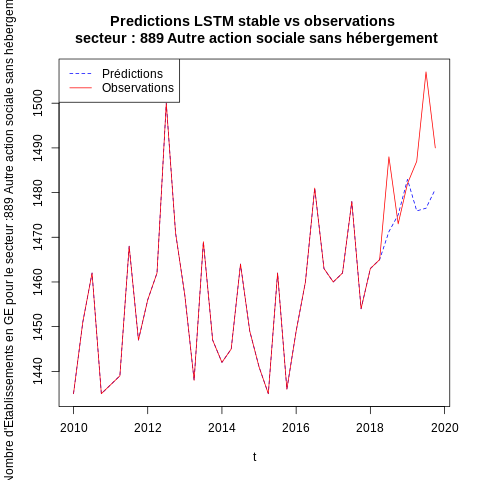 Predictions LSTM stable vs observations
secteur : 889 Autre action sociale sans hébergement
Prédictions
Observations
Nombre d'Etablissements en GE pour le secteur :889 Autre action sociale sans hébergement
1500
1490
1480
1470
1460
1450
1440
2010
2012
2014
2016
2018
2020
t